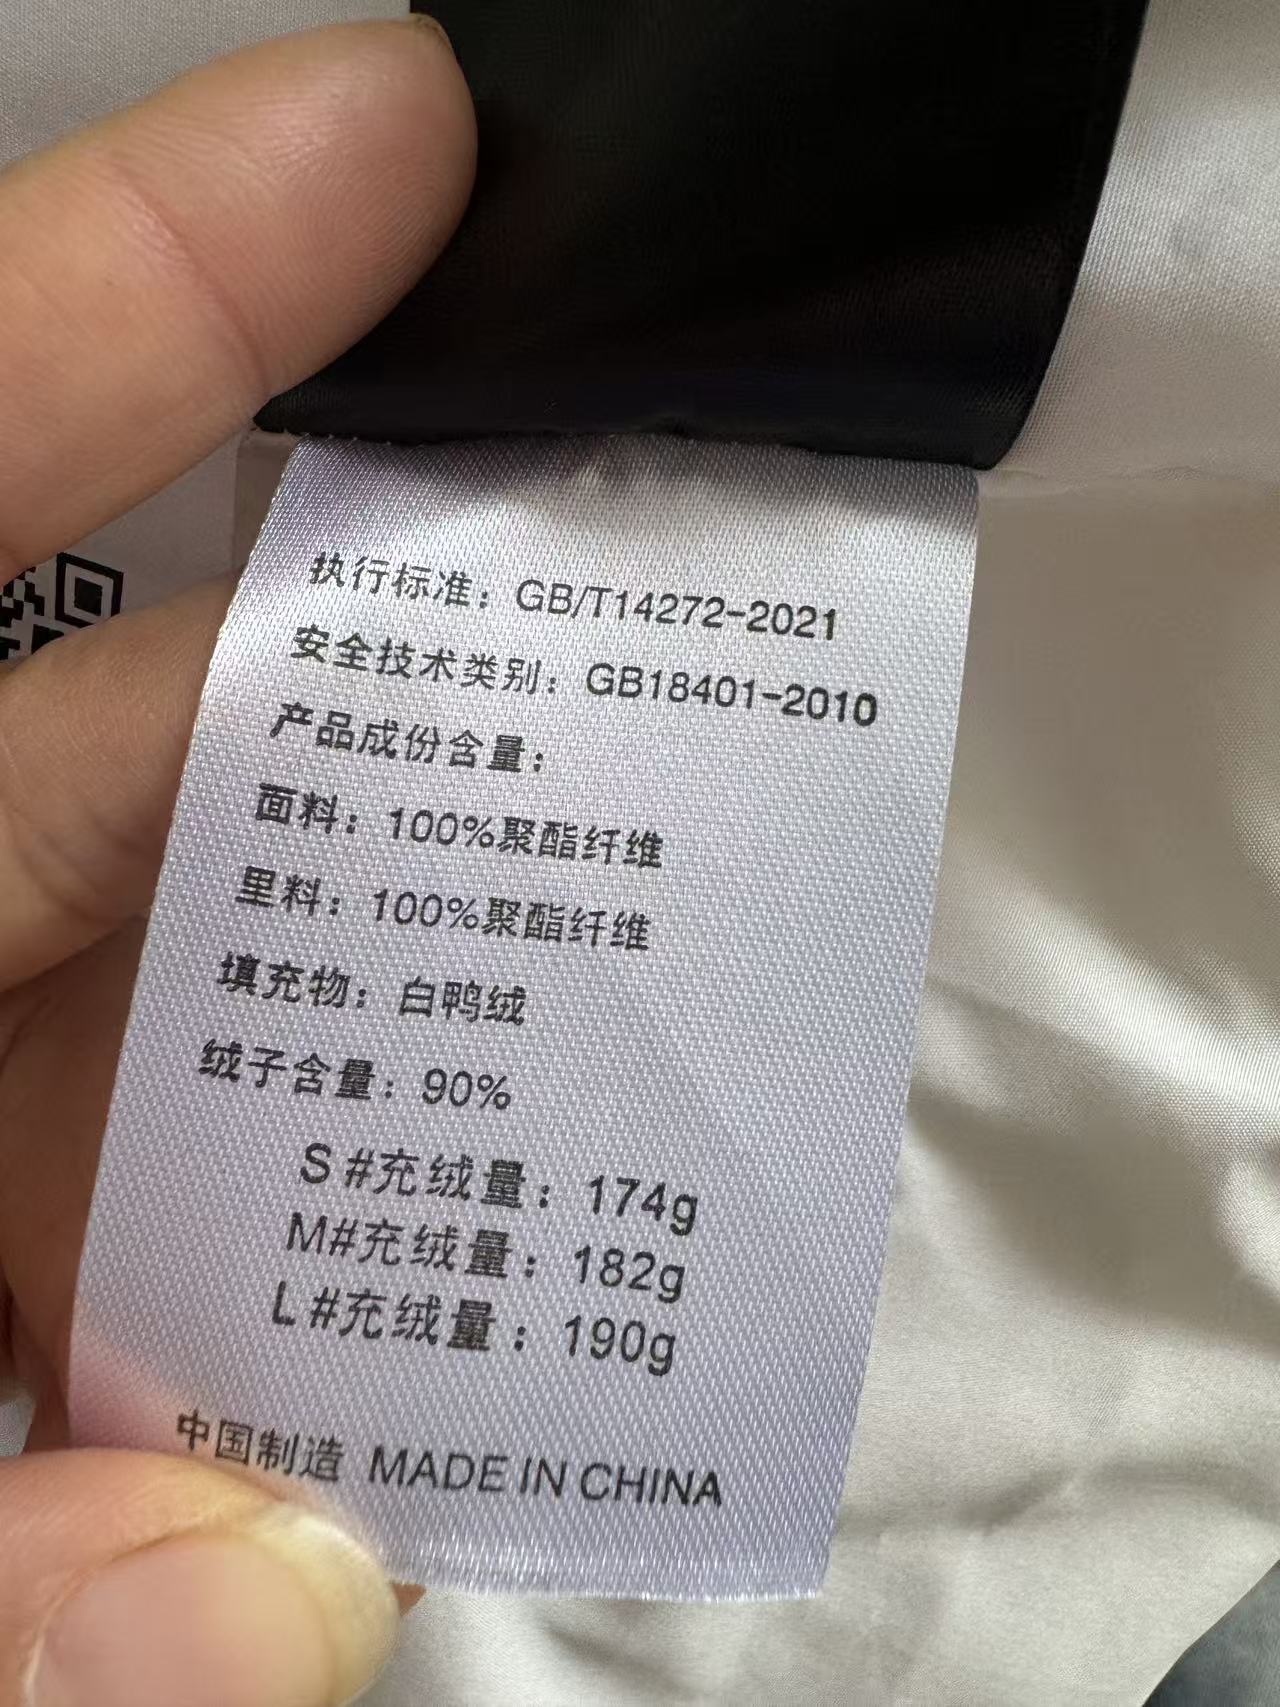 执行标准：GB/T14272-2021
安全技术类别：GB18401-2010
产品成份含量：
面料：100%聚酯纤维
里料：100%聚酯纤维
填充物：白鸭绒
绒子含量：90%
S#充绒量：174g
M#充绒量：182g
L#充绒量：190g
中国制造 MADE IN CHINA